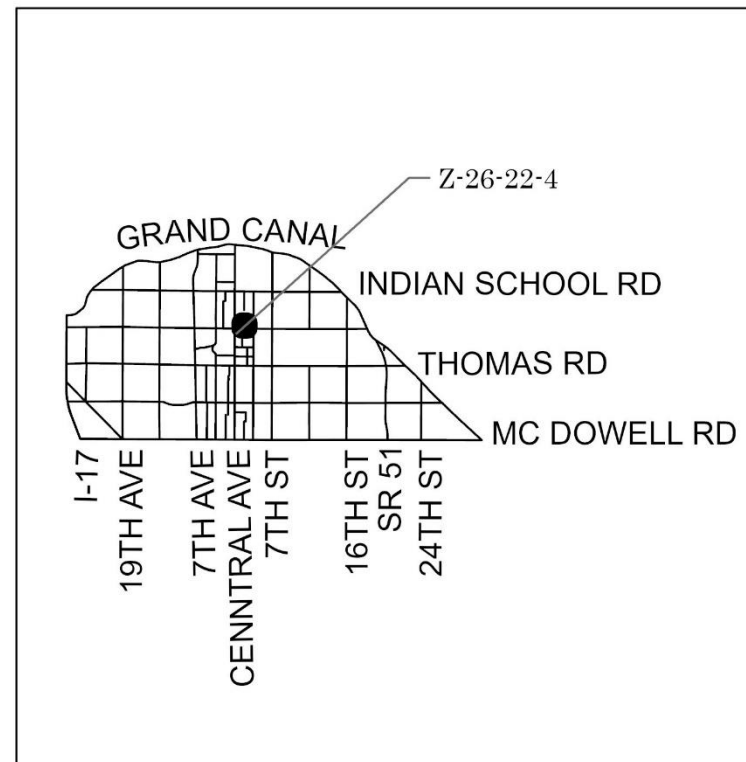 Z-26-22-4
GRAND CANAL
INDIAN SCHOOL RD
THOMAS RD
MC DOWELL RD
I-17
19TH AVE
7TH AVE
CENNTRAL AVE
7TH ST
16TH ST
SR 51
24TH ST